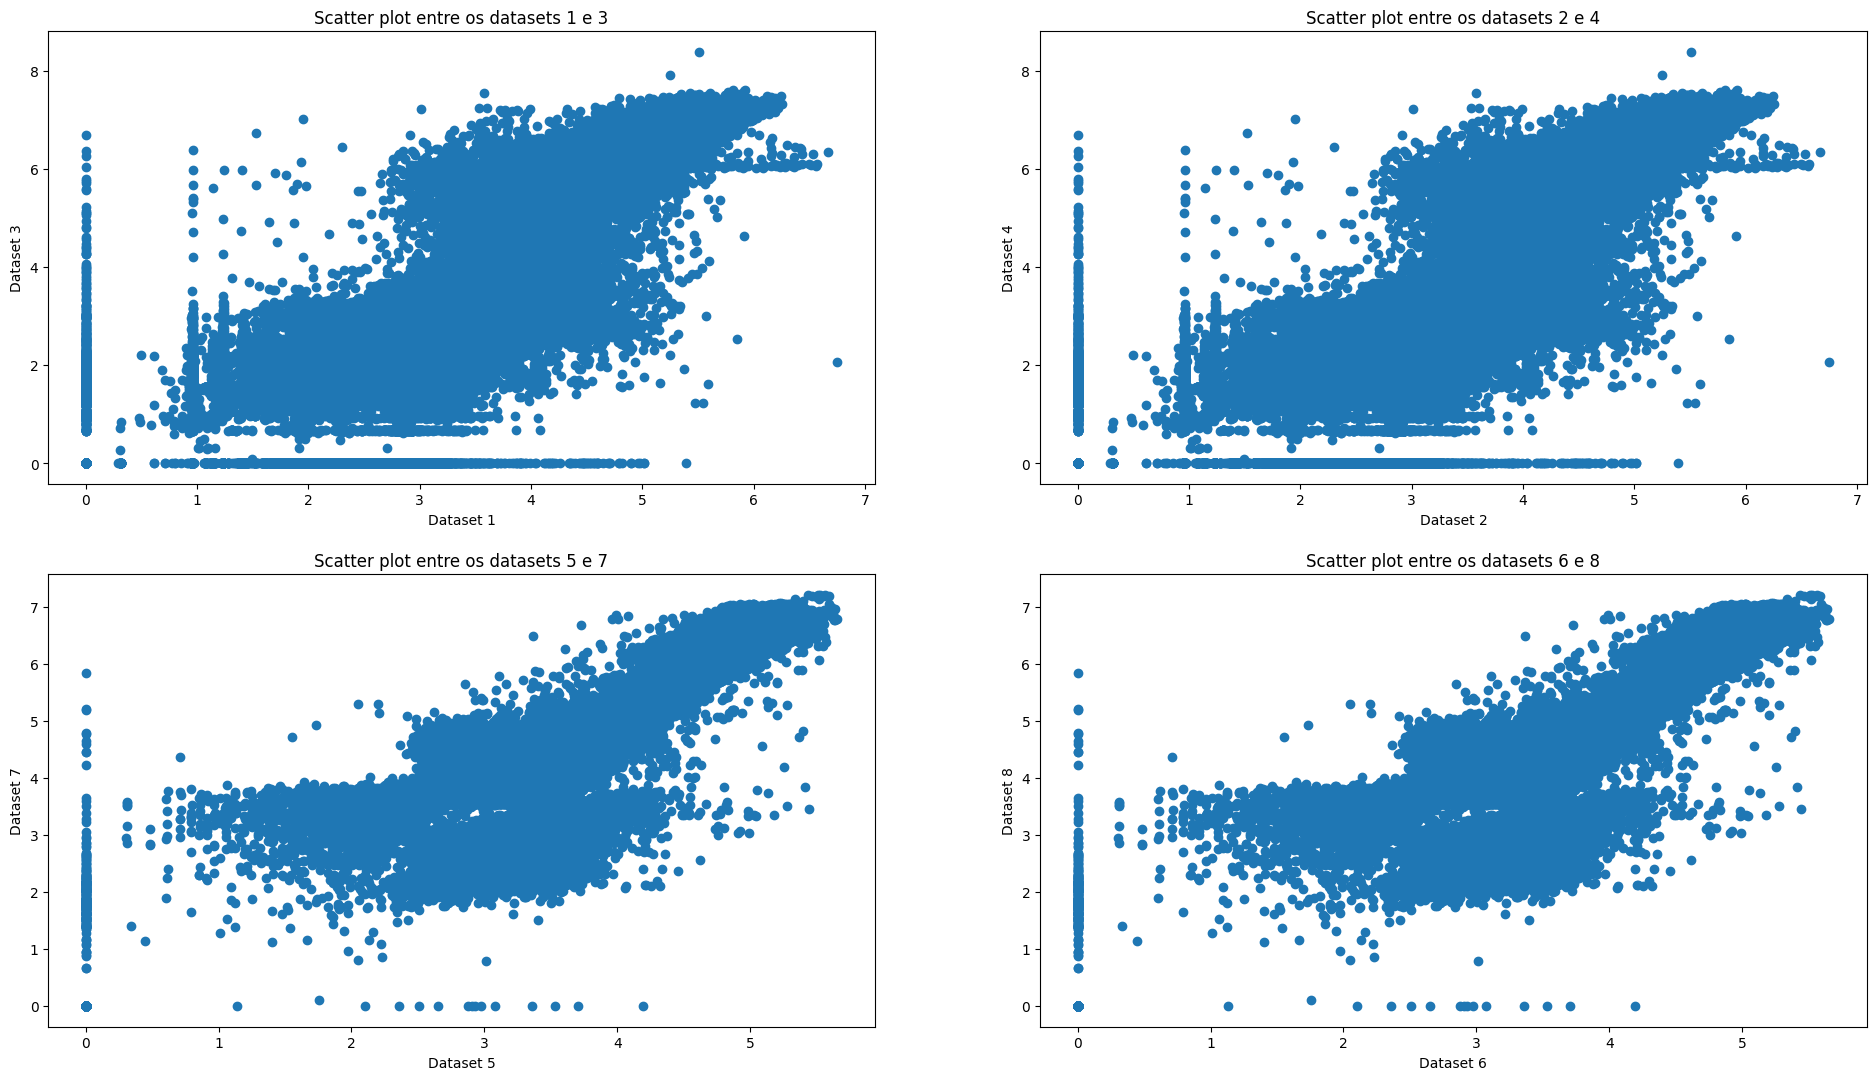 Scatter plot entre os datasets 1 e 3
Dataset 3
8
6
4
2
0
0 1 2 3 4 5 6 7
Dataset 1
Scatter plot entre os datasets 2 e 4
Dataset 4
8
6
4
2
0
0 1 2 3 4 5 6 7
Dataset 2
Scatter plot entre os datasets 5 e 7
Dataset 7
7
6
5
4
3
2
1
0
0 1 2 3 4 5
Dataset 5
Scatter plot entre os datasets 6 e 8
Dataset 8
7
6
5
4
3
2
1
0
0 1 2 3 4 5
Dataset 6